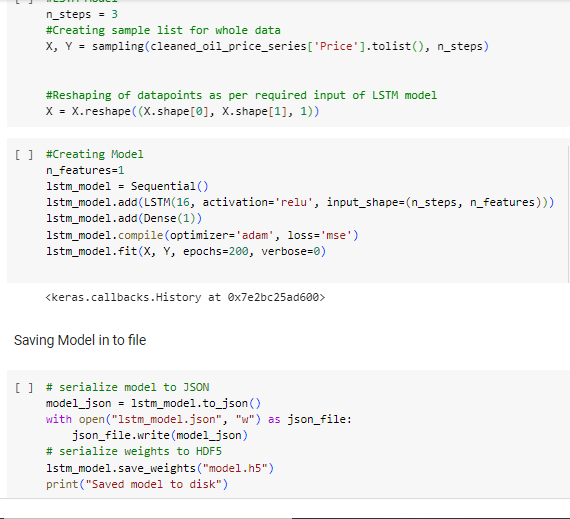 n_steps = 3
#Creating sample list for whole data
X, Y = sampling(cleaned_oil_price_series['Price'].tolist(), n_steps)
#Reshaping of datapoints as per required input of LSTM model
X = X.reshape((X.shape[0], X.shape[1], 1))
[ ] #Creating Model
n_features=1
lstm_model = Sequential()
lstm_model.add(LSTM(16, activation='relu', input_shape=(n_steps, n_features)))
lstm_model.add(Dense(1))
lstm_model.compile(optimizer='adam', loss='mse')
lstm_model.fit(X, Y, epochs=200, verbose=0)
<keras.callbacks.History at 0x7e2bc25ad600>
Saving Model in to file
[ ] # serialize model to JSON
model_json = lstm_model.to_json()
with open("lstm_model.json", "w") as json_file:
    json_file.write(model_json)
# serialize weights to HDF5
lstm_model.save_weights("model.h5")
print("Saved model to disk")